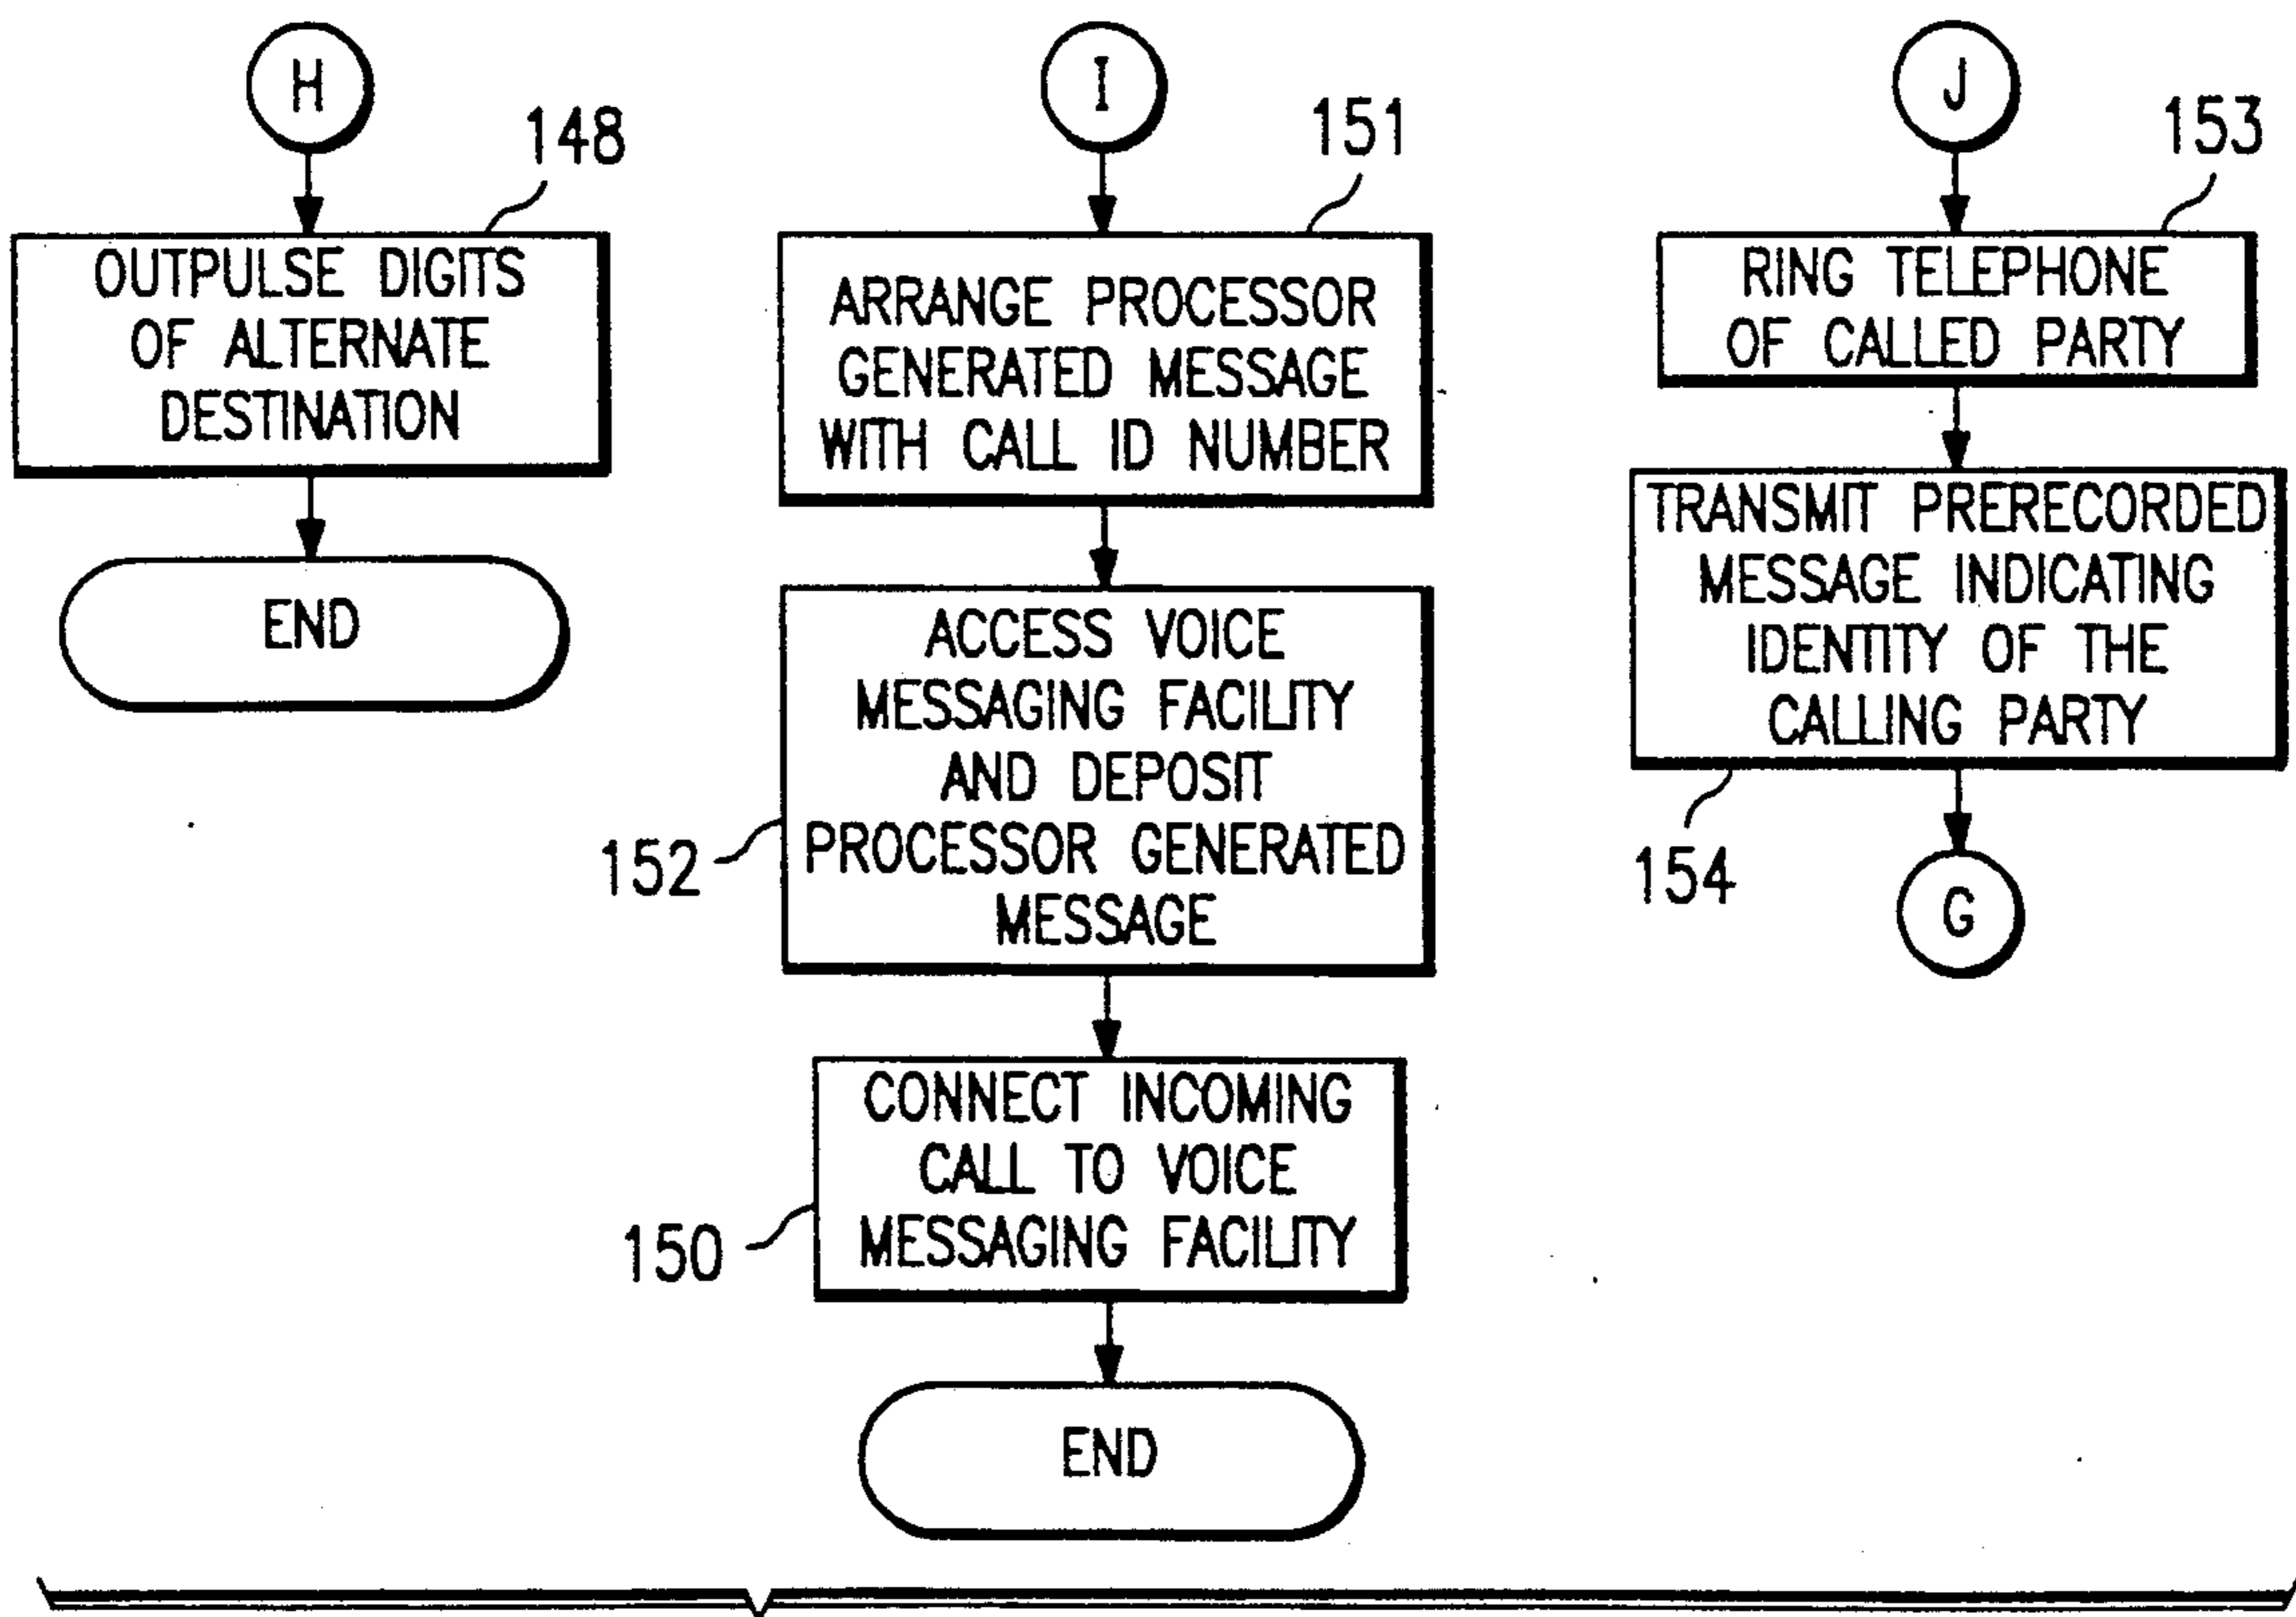 H
148
OUTPULSE DIGITS
OF ALTERNATE
DESTINATION
END
I
151
ARRANGE PROCESSOR
GENERATED MESSAGE
WITH CALL ID NUMBER
ACCESS VOICE
MESSAGING FACILITY
AND DEPOSIT
PROCESSOR GENERATED
MESSAGE
152
CONNECT INCOMING
CALL TO VOICE
MESSAGING FACILITY
150
END
J
153
RING TELEPHONE
OF CALLED PARTY
TRANSMIT PRERECORDED
MESSAGE INDICATING
IDENTITY OF THE
CALLING PARTY
154
G